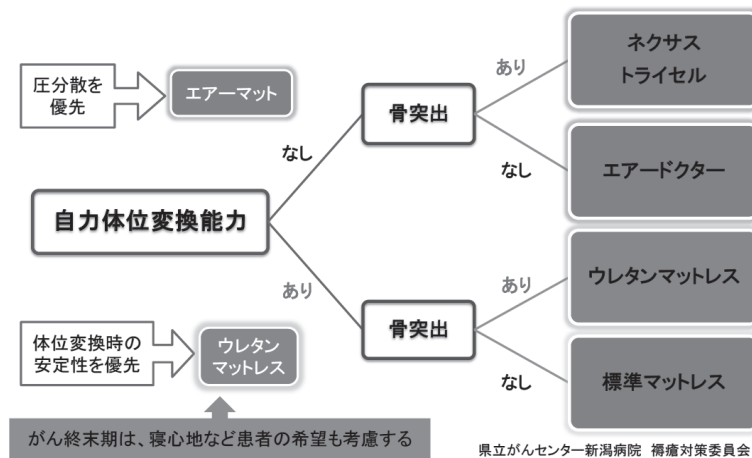 圧分散を
優先
エアーマット
なし
骨突出
あり
ネクサス
トライセル
なし
エアードクター
自力体位変換能力
あり
骨突出
あり
ウレタンマットレス
なし
標準マットレス
体位変換時の
安定性を優先
ウレタン
マットレス
がん終末期は、寝心地など患者の希望も考慮する
県立がんセンター新潟病院 褥瘡対策委員会